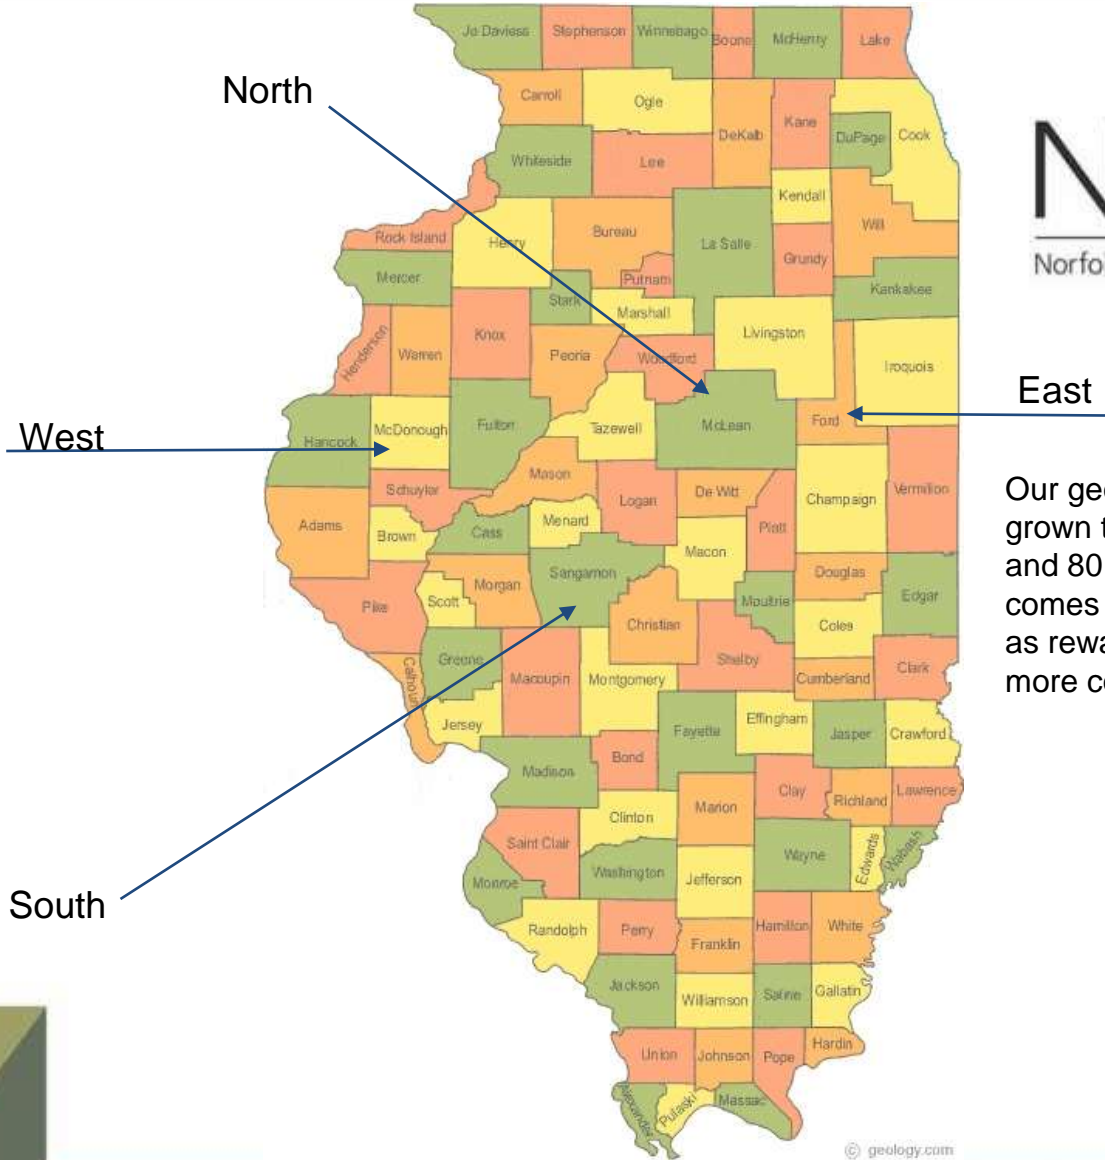 Jo Daviess
Stephenson
Winnebago
Boone
McHenry
Lake
North
Carroll
Ogle
DeKalb
Kane
DuPage
Cook
Whiteside
Lee
Kendall
Rock Island
Henry
Bureau
La Salle
Grundy
Will
Mercer
Putnam
Kankakee
Stark
Marshall
Henderson
Warren
Knox
Peoria
Woodford
Livingston
Iroquois
East
West
Hancock
McDonough
Fulton
Tazewell
McLean
Ford
Schuyler
Mason
Logan
De Witt
Champaign
Vermilion
Adams
Brown
Cass
Menard
Macon
Piatt
Sangamon
Pike
Scott
Morgan
Christian
Moultrie
Douglas
Edgar
Coles
Greene
Calhoun
Macoupin
Montgomery
Shelby
Cumberland
Clark
Jersey
Fayette
Effingham
Jasper
Crawford
Madison
Bond
Clinton
Marion
Clay
Richland
Lawrence
Saint Clair
Washington
Wayne
Edwards
Wabash
South
Monroe
Jefferson
Randolph
Perry
Franklin
Hamilton
White
Jackson
Williamson
Saline
Gallatin
Union
Johnson
Pope
Hardin
Alexander
Pulaski
Massac
N
Norfo
Our geo
grown t
and 80
comes
as rewa
more co
© geology.com